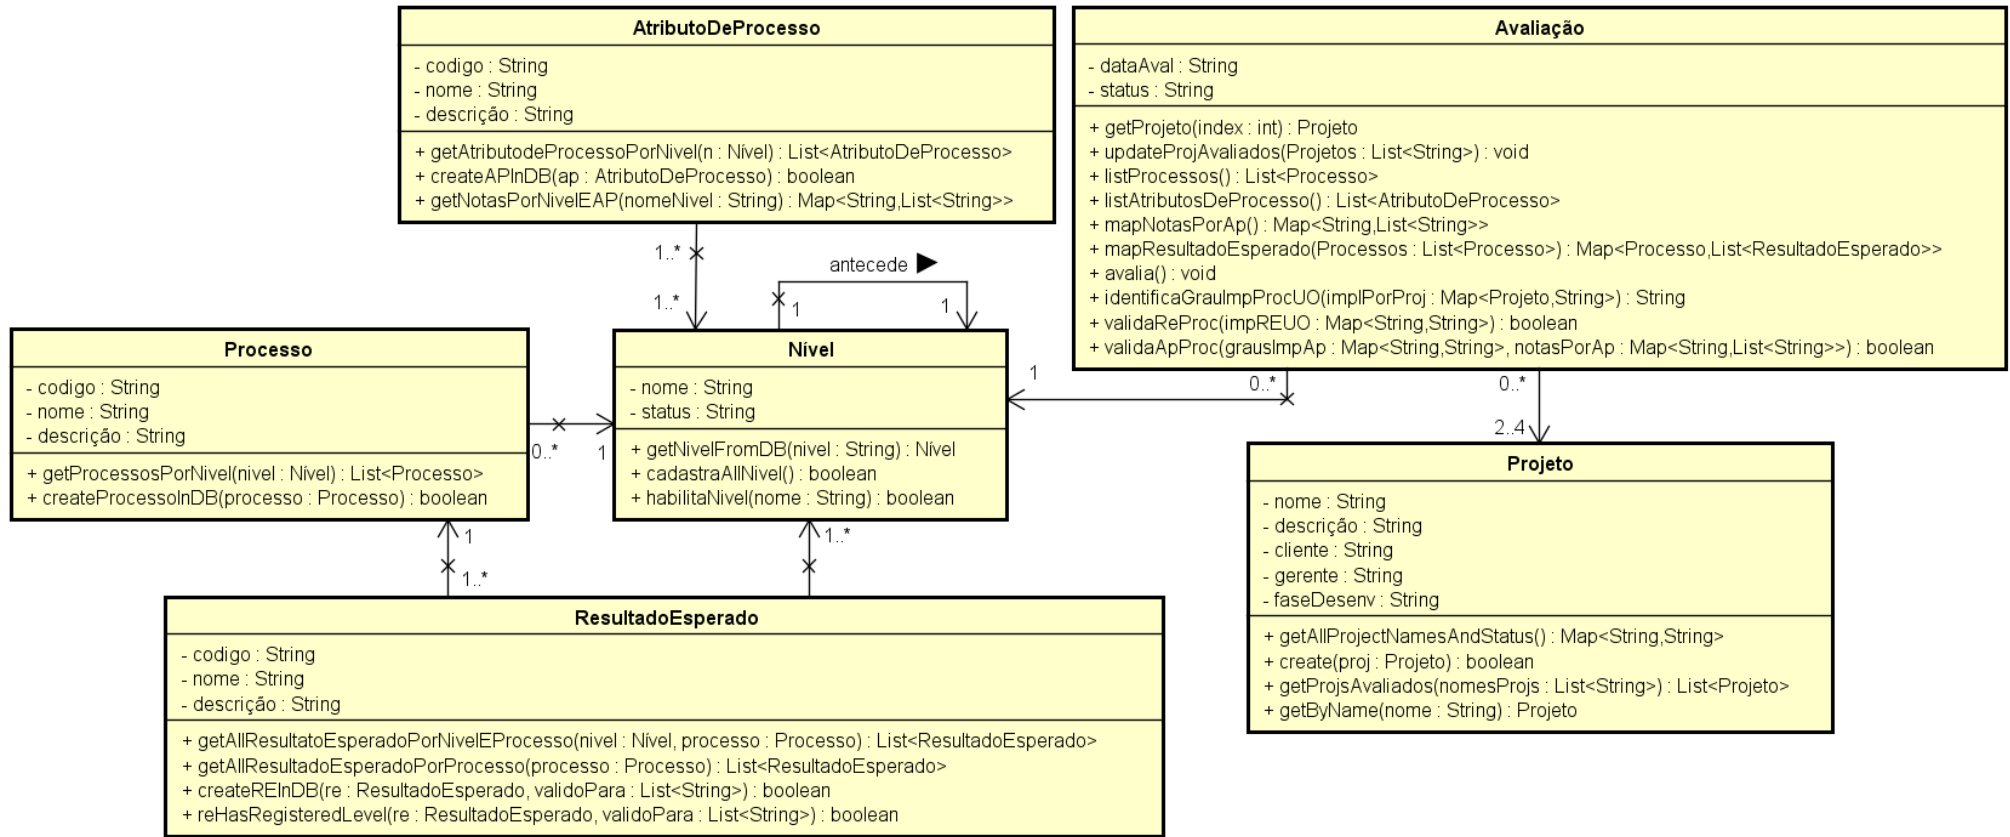 AtributoDeProcesso
- codigo : String
- nome : String
- descrição : String
+ getAtributodeProcessoPorNivel(n : Nível) : List<AtributoDeProcesso>
+ createAPInDB(ap : AtributoDeProcesso) : boolean
+ getNotasPorNivelEAP(nomeNivel : String) : Map<String,List<String>>
Avaliação
- dataAval : String
- status : String
+ getProjeto(index : int) : Projeto
+ updateProjAvaliados(Projetos : List<String>) : void
+ listProcessos() : List<Processo>
+ listAtributosDeProcesso() : List<AtributoDeProcesso>
+ mapNotasPorAp() : Map<String,List<String>>
+ mapResultadoEsperado(Processos : List<Processo>) : Map<Processo,List<ResultadoEsperado>>
+ avalia() : void
+ identificaGrauImpProcUO(implPorProj : Map<Projeto,String>) : String
+ validaReProc(impREUO : Map<String,String>) : boolean
+ validaApProc(grausImpAp : Map<String,String>, notasPorAp : Map<String,List<String>>) : boolean
1..*
1..*
antecede
1
1
Processo
- codigo : String
- nome : String
- descrição : String
+ getProcessosPorNivel(nivel : Nível) : List<Processo>
+ createProcessoInDB(processo : Processo) : boolean
0..*
1
Nível
- nome : String
- status : String
+ getNivelFromDB(nivel : String) : Nível
+ cadastraAllNivel() : boolean
+ habilitaNivel(nome : String) : boolean
1
0..*
0..*
2..4
Projeto
- nome : String
- descrição : String
- cliente : String
- gerente : String
- faseDesenv : String
+ getAllProjectNamesAndStatus() : Map<String,String>
+ create(proj : Projeto) : boolean
+ getProjsAvaliados(nomesProjs : List<String>) : List<Projeto>
+ getByName(nome : String) : Projeto
1
1..*
1..*
ResultadoEsperado
- codigo : String
- nome : String
- descrição : String
+ getAllResultatoEsperadoPorNivelEProcesso(nivel : Nível, processo : Processo) : List<ResultadoEsperado>
+ getAllResultadoEsperadoPorProcesso(processo : Processo) : List<ResultadoEsperado>
+ createREInDB(re : ResultadoEsperado, validoPara : List<String>) : boolean
+ reHasRegisteredLevel(re : ResultadoEsperado, validoPara : List<String>) : boolean